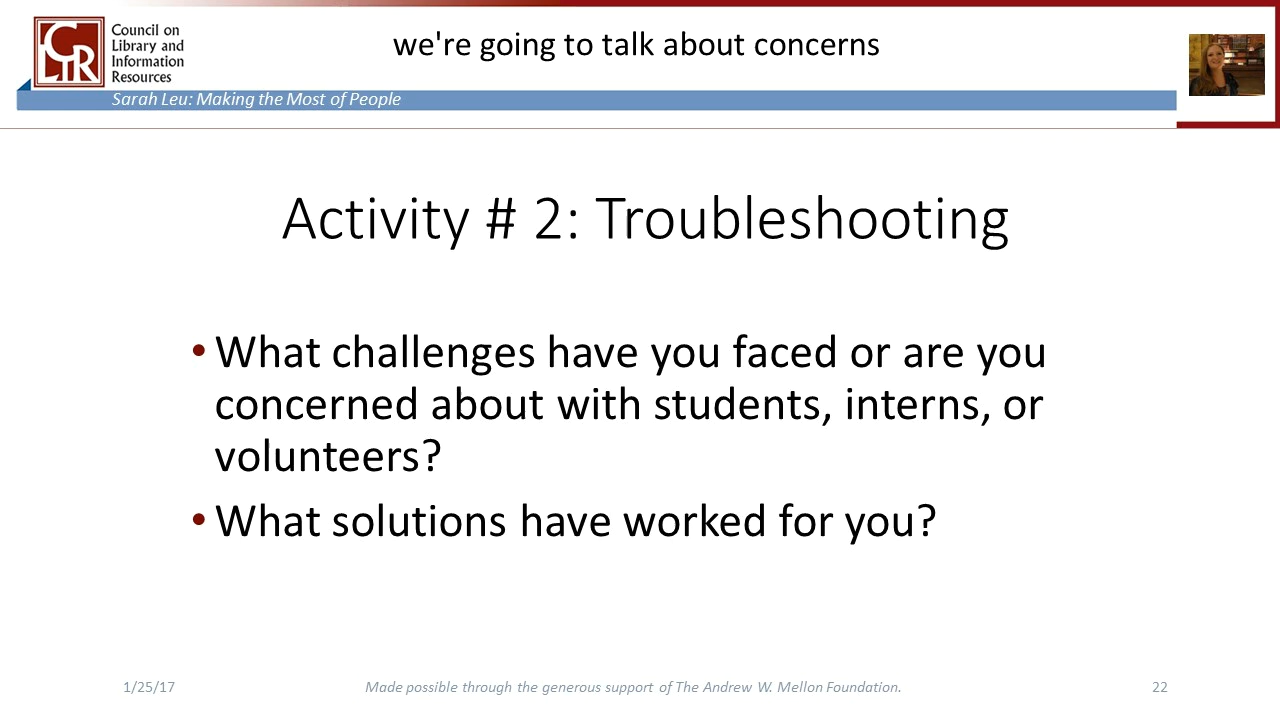 CLIR
Council on
Library and
Information
Resources
we're going to talk about concerns
Sarah Leu: Making the Most of People
Activity # 2: Troubleshooting
• What challenges have you faced or are you
concerned about with students, interns, or
volunteers?
• What solutions have worked for you?
1/25/17
Made possible through the generous support of The Andrew W. Mellon Foundation.
22